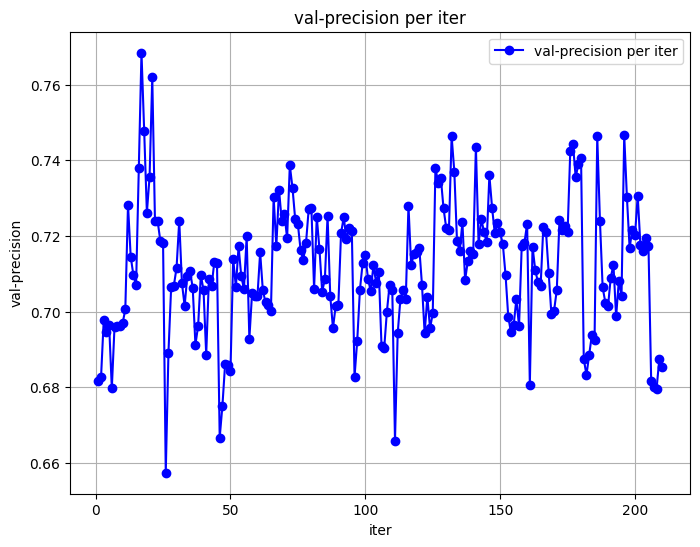 val-precision per iter
val-precision per iter
0.76
0.74
0.72
0.70
0.68
0.66
val-precision
0
50
100
150
200
iter